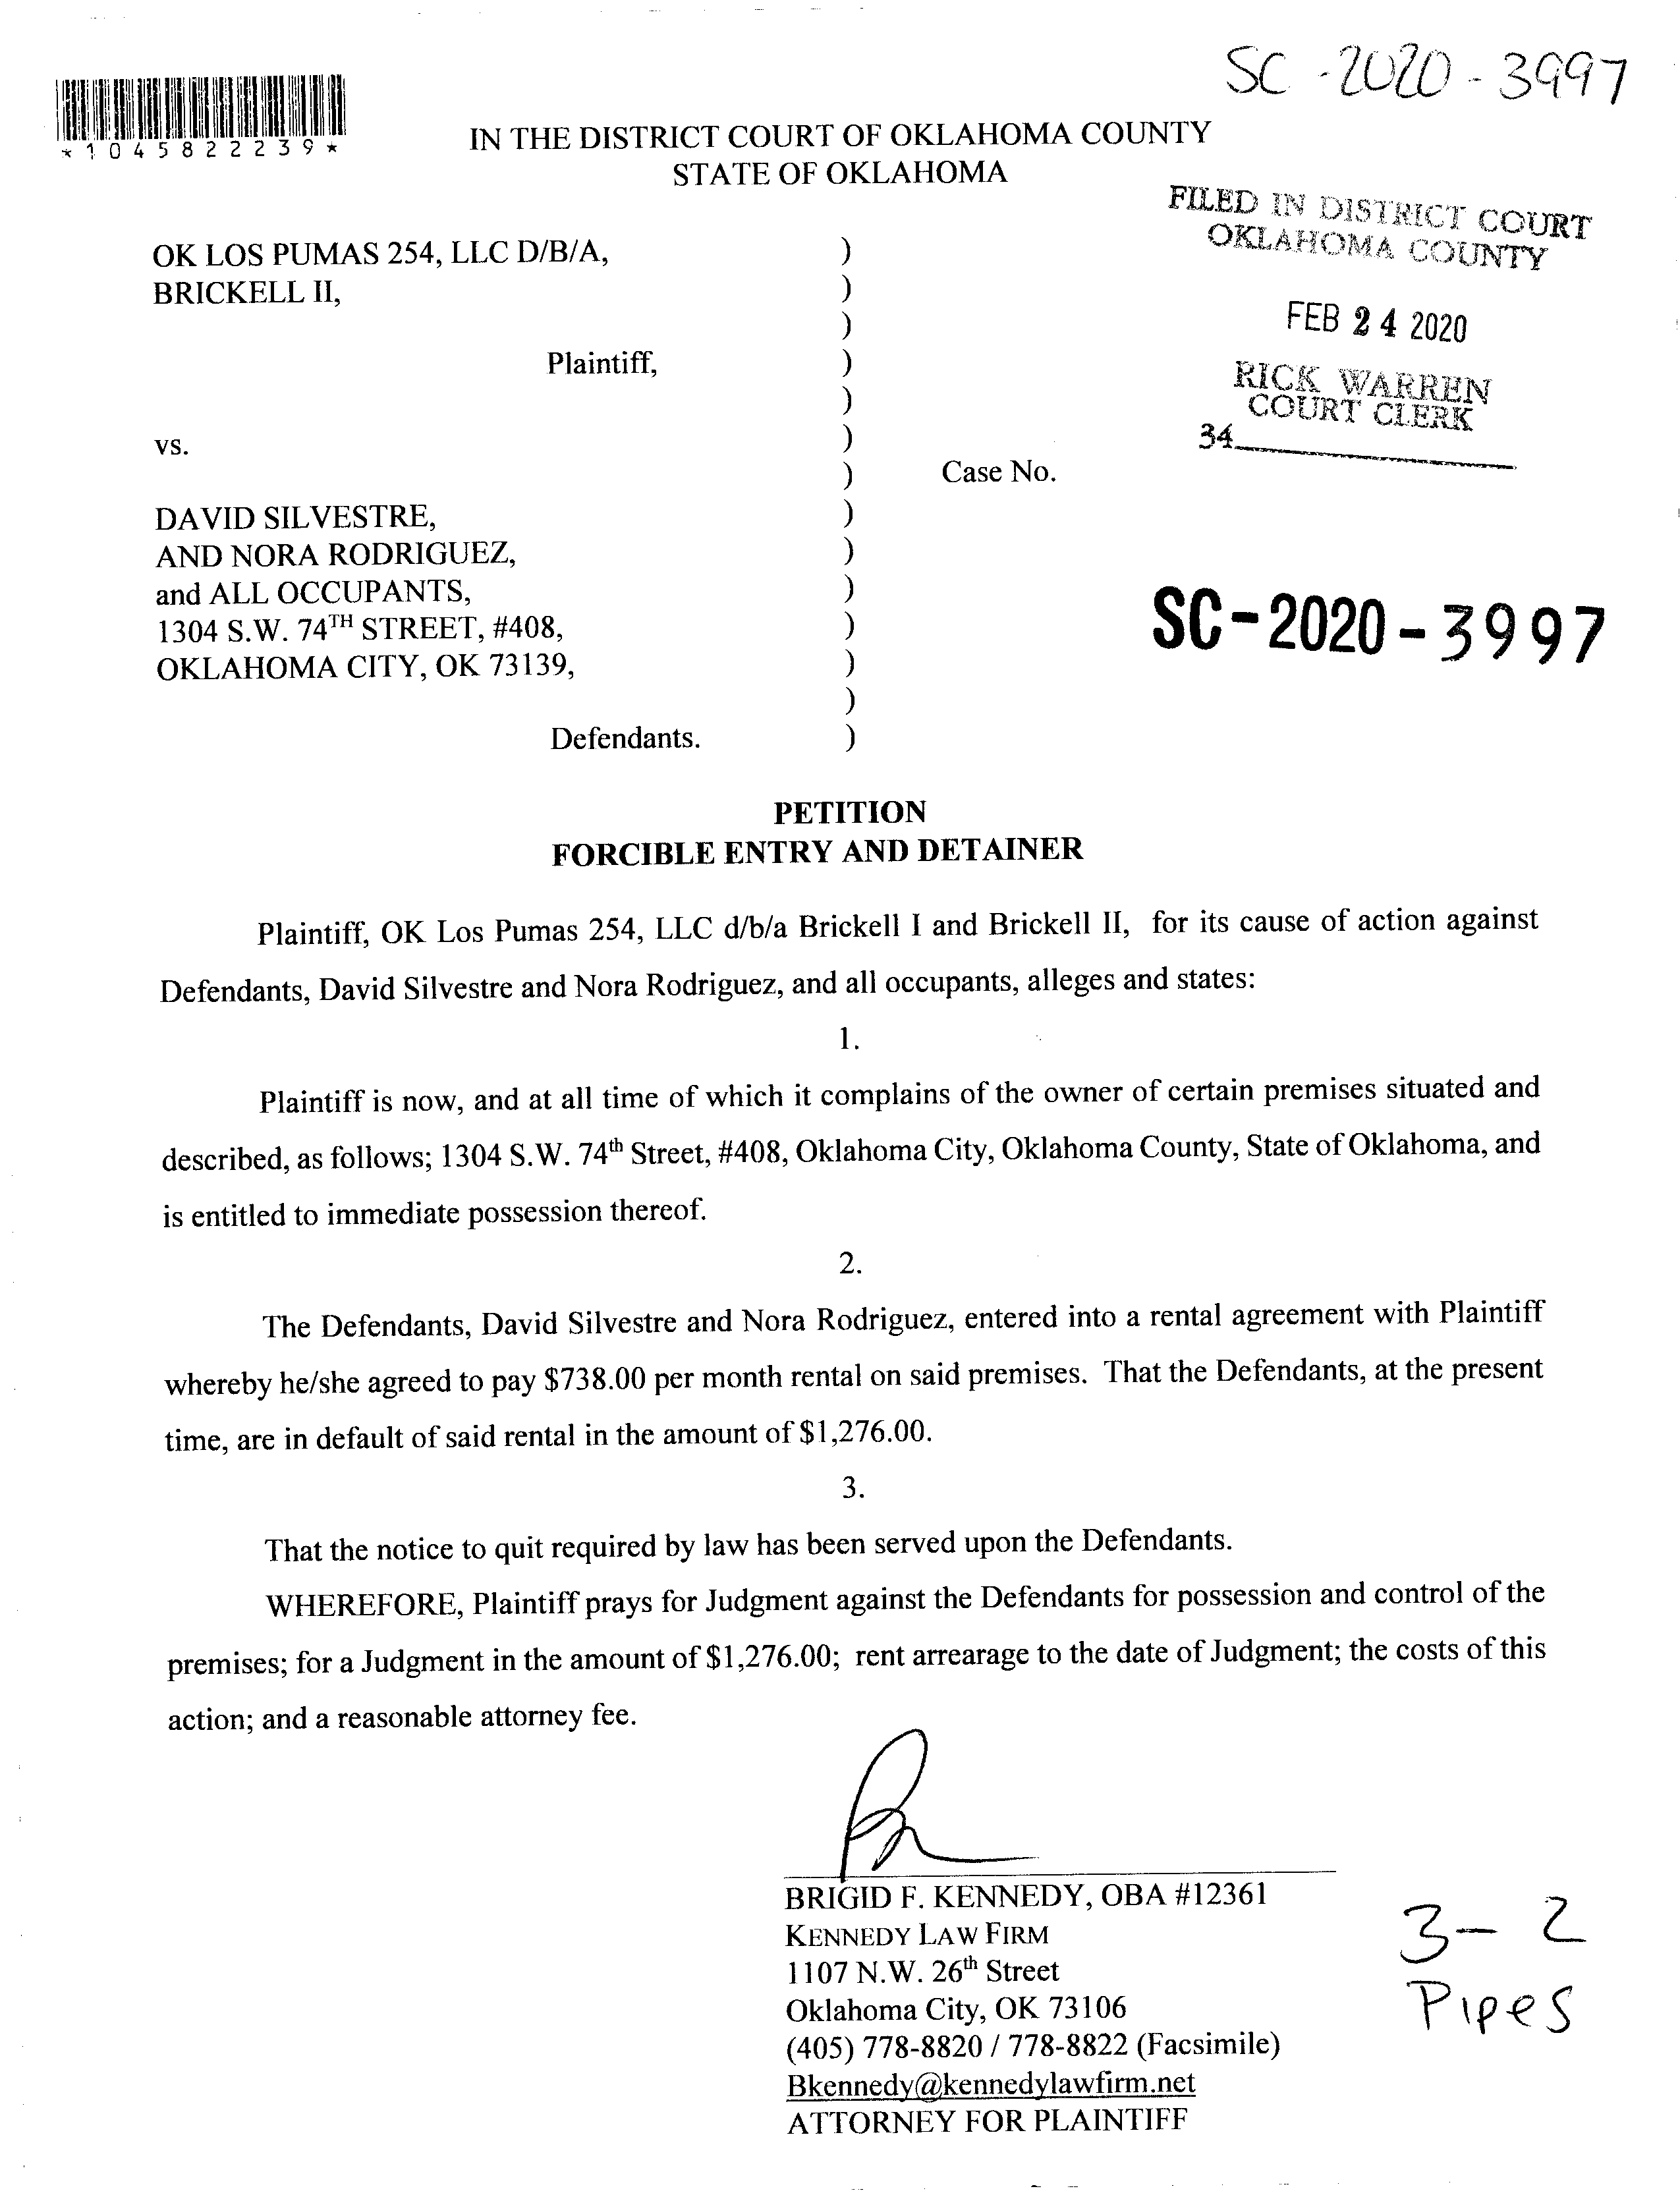 SC-2020-3997
*1045822239*
IN THE DISTRICT COURT OF OKLAHOMA COUNTY
STATE OF OKLAHOMA
FILED IN DISTRICT COURT
OKLAHOMA COUNTY
FEB 24 2020
RICK WARREN
COURT CLERK
34
OK LOS PUMAS 254, LLC D/B/A, )
BRICKELL II, )
)
Plaintiff, )
)
vs. )
) Case No.
DAVID SILVESTRE, )
AND NORA RODRIGUEZ, )
and ALL OCCUPANTS, )
1304 S.W. 74TH STREET, #408, )
OKLAHOMA CITY, OK 73139, )
)
Defendants. )
SC-2020-3997
PETITION
FORCIBLE ENTRY AND DETAINER
Plaintiff, OK Los Pumas 254, LLC d/b/a Brickell I and Brickell II, for its cause of action against
Defendants, David Silvestre and Nora Rodriguez, and all occupants, alleges and states:
1.
Plaintiff is now, and at all time of which it complains of the owner of certain premises situated and
described, as follows; 1304 S.W. 74th Street, #408, Oklahoma City, Oklahoma County, State of Oklahoma, and
is entitled to immediate possession thereof.
2.
The Defendants, David Silvestre and Nora Rodriguez, entered into a rental agreement with Plaintiff
whereby he/she agreed to pay $738.00 per month rental on said premises. That the Defendants, at the present
time, are in default of said rental in the amount of $1,276.00.
3.
That the notice to quit required by law has been served upon the Defendants.
WHEREFORE, Plaintiff prays for Judgment against the Defendants for possession and control of the
premises; for a Judgment in the amount of $1,276.00; rent arrearage to the date of Judgment; the costs of this
action; and a reasonable attorney fee.
BRIGID F. KENNEDY, OBA #12361
KENNEDY LAW FIRM
1107 N.W. 26th Street
Oklahoma City, OK 73106
(405) 778-8820 / 778-8822 (Facsimile)
Bkennedy@kennedylawfirm.net
ATTORNEY FOR PLAINTIFF
3-2
Pipes